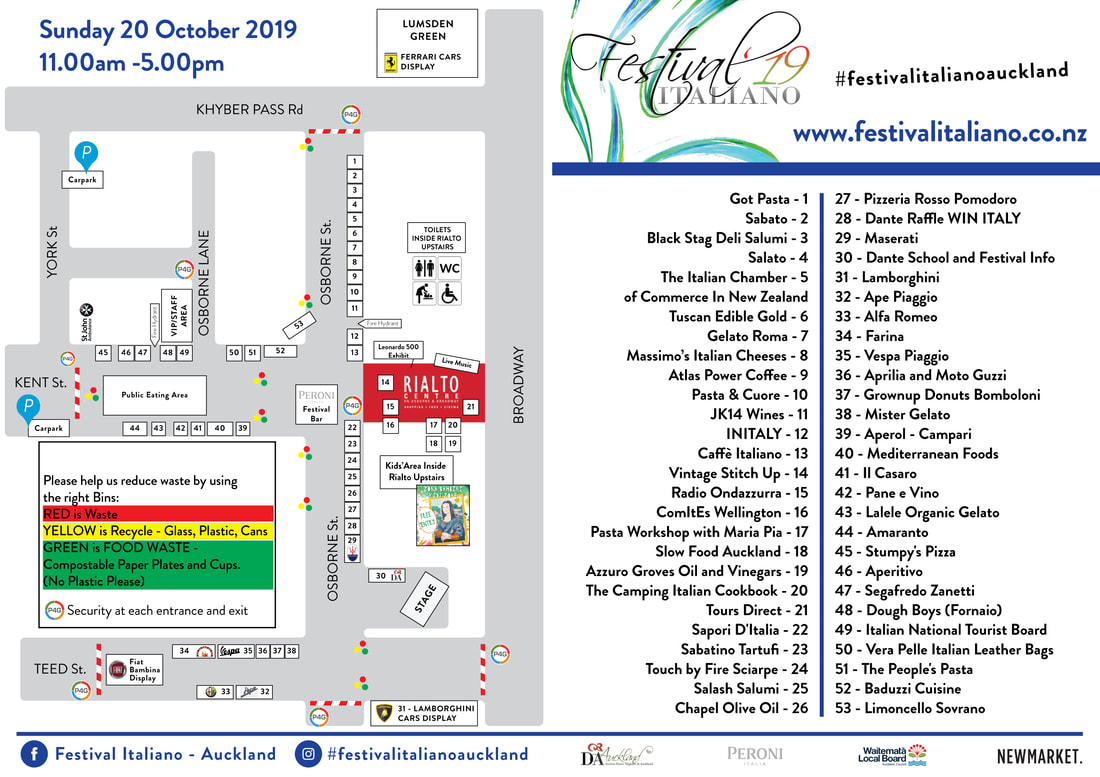 Sunday 20 October 2019
11.00am -5.00pm
LUMSDEN
GREEN
FERRARI CARS
DISPLAY
KHYBER PASS Rd
P4G
P
Carpark
YORK St
OSBORNE LANE
OSBORNE St.
1
2
3
4
5
6
7
8
9
10
11
12
13
TOILETS
INSIDE RIALTO
UPSTAIRS
WC
P4G
St John
Ambulance
Fire Hydrant
VIP/STAFF
AREA
53
Fire Hydrant
45
46
47
48
49
50
51
52
Leonardo 500
Exhibit
Live Music
BROADWAY
P4G
KENT St.
P
Carpark
Public Eating Area
PERONI
Festival
Bar
P4G
14
RIALTO
CENTRE
ON OSBORNE & BROADWAY
SHOPPING • FOOD • CINEMA
15
21
16
17
20
18
19
44
43
42
41
40
39
22
23
24
25
26
27
28
29
Kids'Area Inside
Rialto Upstairs
FREE
ENTRY
Please help us reduce waste by using
the right Bins:
RED is Waste
YELLOW is Recycle - Glass, Plastic, Cans
GREEN is FOOD WASTE -
Compostable Paper Plates and Cups.
(No Plastic Please)
P4G Security at each entrance and exit
OSBORNE St.
30 DA
STAGE
TEED St.
P4G
FIAT
Fiat
Bambina
Display
34
Vespa 35
36
37
38
33
Ape 32
P4G
P4G
31 - LAMBORGHINI
CARS DISPLAY
Festival '19
ITALIANO
#festivalitalianoauckland
www.festivalitaliano.co.nz
Got Pasta - 1
Sabato - 2
Black Stag Deli Salumi - 3
Salato - 4
The Italian Chamber - 5
of Commerce In New Zealand
Tuscan Edible Gold - 6
Gelato Roma - 7
Massimo's Italian Cheeses - 8
Atlas Power Coffee - 9
Pasta & Cuore - 10
JK14 Wines - 11
INITALY - 12
Caffè Italiano - 13
Vintage Stitch Up - 14
Radio Ondazzurra - 15
ComItEs Wellington - 16
Pasta Workshop with Maria Pia - 17
Slow Food Auckland - 18
Azzuro Groves Oil and Vinegars - 19
The Camping Italian Cookbook - 20
Tours Direct - 21
Sapori D'Italia - 22
Sabatino Tartufi - 23
Touch by Fire Sciarpe - 24
Salash Salumi - 25
Chapel Olive Oil - 26
27 - Pizzeria Rosso Pomodoro
28 - Dante Raffle WIN ITALY
29 - Maserati
30 - Dante School and Festival Info
31 - Lamborghini
32 - Ape Piaggio
33 - Alfa Romeo
34 - Farina
35 - Vespa Piaggio
36 - Aprilia and Moto Guzzi
37 - Grownup Donuts Bomboloni
38 - Mister Gelato
39 - Aperol - Campari
40 - Mediterranean Foods
41 - Il Casaro
42 - Pane e Vino
43 - Lalele Organic Gelato
44 - Amaranto
45 - Stumpy's Pizza
46 - Aperitivo
47 - Segafredo Zanetti
48 - Dough Boys (Fornaio)
49 - Italian National Tourist Board
50 - Vera Pelle Italian Leather Bags
51 - The People's Pasta
52 - Baduzzi Cuisine
53 - Limoncello Sovrano
Festival Italiano - Auckland
#festivalitalianoauckland
DA Auckland
PERONI
ITALIA
Waitematā
Local Board
Auckland Council
NEWMARKET.